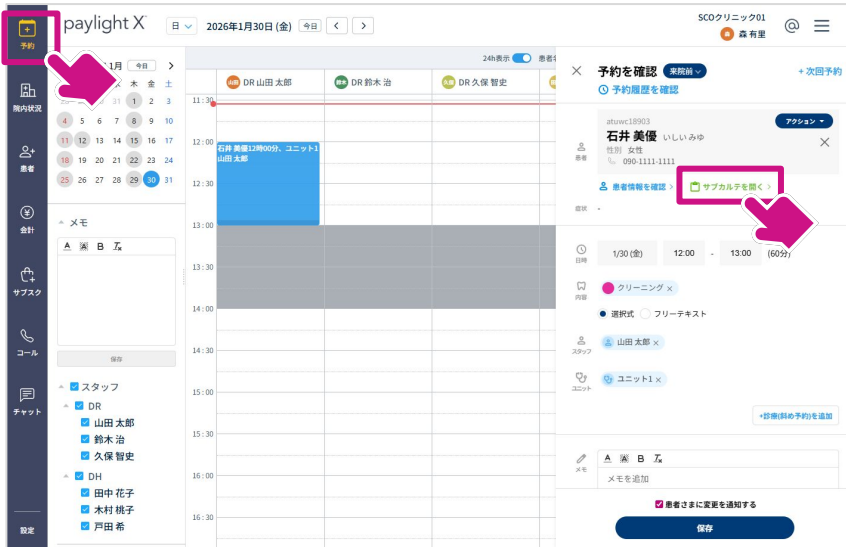 paylight X
日
2026年1月30日 (金)
今日
SCOクリニック01
森 有里
予約
院内状況
患者
会計
サブスク
コール
チャット
設定
1月
今日
木 金 土
31 1 2 3
4 5 6 7 8 9 10
11 12 13 14 15 16 17
18 19 20 21 22 23 24
25 26 27 28 29 30 31
メモ
A A B Tx
保存
スタッフ
DR
山田 太郎
鈴木 治
久保 智史
DH
田中 花子
木村 桃子
戸田 希
24h表示
山田 DR 山田 太郎
鈴木 DR 鈴木 治
久保 DR 久保 智史
11:30
12:00
12:30
13:00
13:30
14:00
14:30
15:00
15:30
16:00
16:30
石井 美優12時00分、ユニット1
山田 太郎
予約を確認
来院前
+ 次回予約
予約履歴を確認
患者
atuwc18903
アクション
石井 美優 いしい みゆ
性別 女性
090-1111-1111
患者情報を確認 >
サブカルテを開く >
症状 -
日時
1/30 (金)
12:00 - 13:00 (60分)
内容
クリーニング ×
選択式
フリーテキスト
スタッフ
山田 太郎 ×
ユニット
ユニット1 ×
+診療(斜め予約)を追加
メモ
A A B Tx
メモを追加
患者さまに変更を通知する
保存